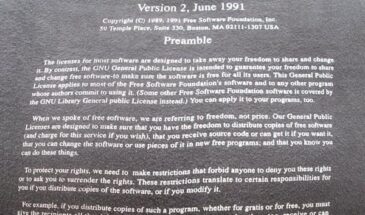 Version 2, June 1991
Copyright (C) 1989, 1991 Free Software Foundation, Inc.
59 Temple Place, Suite 330, Boston, MA 02111-1307 USA
Preamble
The licenses for most software are designed to take away your freedom to share and change
it. By contrast, the GNU General Public License is intended to guarantee your freedom to share
and change free software-to make sure the software is free for all its users. This General Public
License applies to most of the Free Software Foundation's software and to any other program
whose authors commit to using it. (Some other Free Software Foundation software is covered by
the GNU Library General public License instead.) You can apply it to your programs, too.
When we spoke of free software, we are referring to freedom, not price. Our General Public
Licenses are designed to make sure that you have the freedom to distribute copies of free software
(and charge for this service if you wish), that you receive source code or can get it if you want it,
that you can change the software or use pieces of it in new free programs; and that you know you
can do these things.
To protect your rights, we need to make restrictions that forbid anyone to deny you these rights
or to ask you to surrender the rights. These restrictions translate to certain responsibilities for
you if you distribute copies of the software, or if you modify it.
For example, if you distribute copies of such a program, whether for gratis or for free, you must
give the recipients all